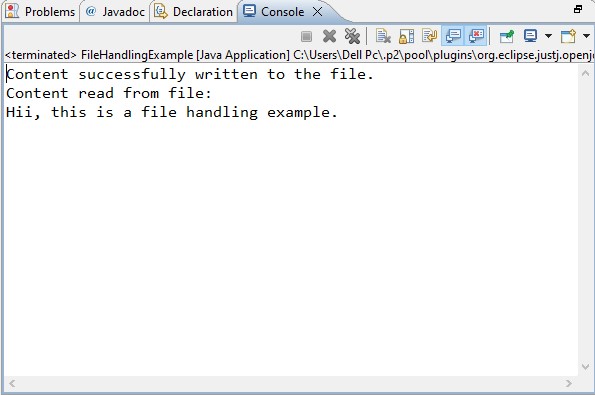 Problems @ Javadoc Declaration Console
<terminated> FileHandlingExample [Java Application] C:\Users\Dell Pc\.p2\pool\plugins\org.eclipse.justj.openj
Content successfully written to the file.
Content read from file:
Hii, this is a file handling example.